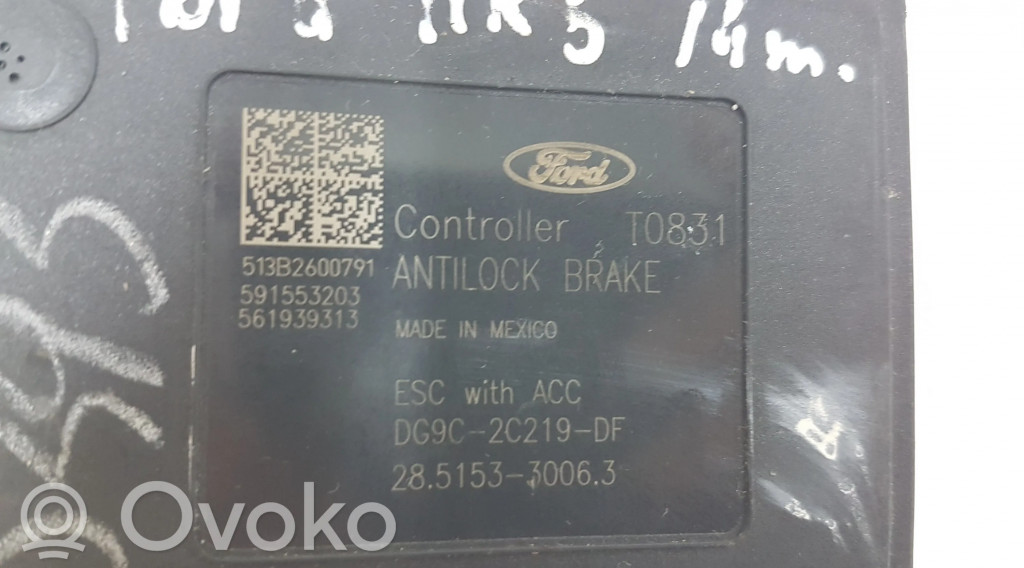 14m.
Ford
Controller T0831
ANTILOCK BRAKE
513B2600791
591553203
561939313
MADE IN MEXICO
ESC with ACC
DG9C-2C219-DF
28.5153-3006.3
Ovoko